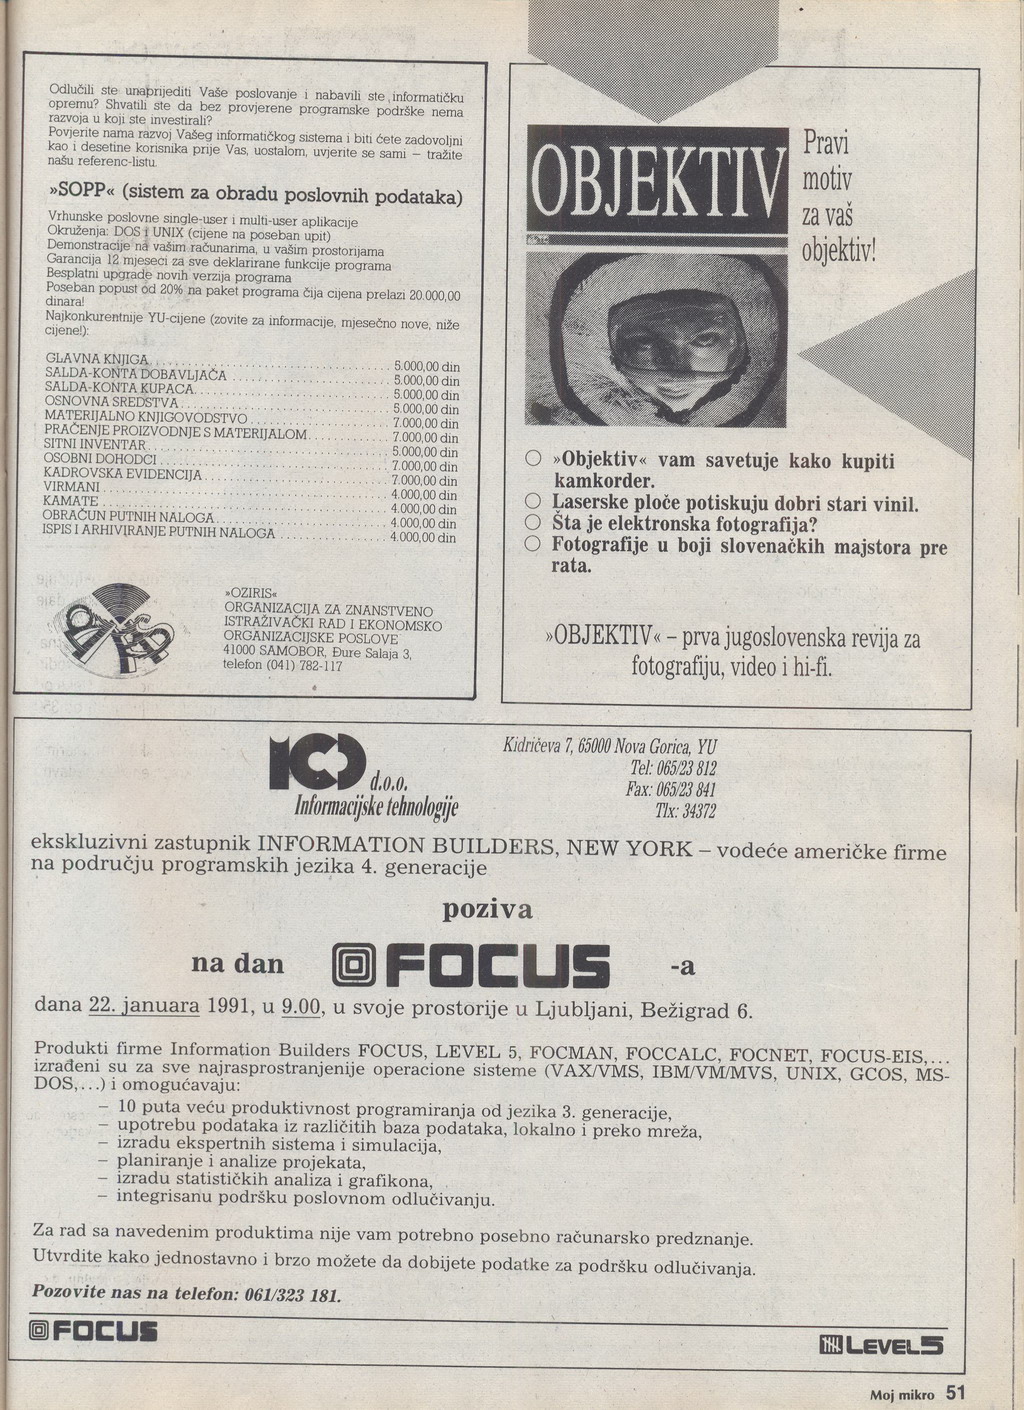 Odlučili ste unaprijediti Vaše poslovanje i nabavili ste informatičku
opremu? Shvatili ste da bez provjerene programske podrške nema
razvoja u koji ste investirali?
Povjerite nama razvoj Vašeg informatičkog sistema i biti ćete zadovoljni
kao i desetine korisnika prije Vas, uostalom, uvjerite se sami – tražite
našu referenc-listu.
»SOPP« (sistem za obradu poslovnih podataka)
Vrhunske poslovne single-user i multi-user aplikacije
Okruženja: DOS i UNIX (cijene na poseban upit)
Demonstracije na vašim računarima, u vašim prostorijama
Garancija 12 mjeseci za sve deklarirane funkcije programa
Besplatni upgrade novih verzija programa
Poseban popust od 20% na paket programa čija cijena prelazi 20.000,00
dinara!
Najkonkurentnije YU-cijene (zovite za informacije, mjesečno nove, niže
cijene!):
GLAVNA KNJIGA 5.000,00 din
SALDA-KONTA DOBAVLJAČA 5.000,00 din
SALDA-KONTA KUPACA 5.000,00 din
OSNOVNA SREDSTVA 5.000,00 din
MATERIJALNO KNJIGOVODSTVO 7.000,00 din
PRAČENJE PROIZVODNJE S MATERIJALOM 7.000,00 din
SITNI INVENTAR 5.000,00 din
OSOBNI DOHODCI 7.000,00 din
KADROVSKA EVIDENCIJA 7.000,00 din
VIRMANI 4.000,00 din
KAMATE 4.000,00 din
OBRAČUN PUTNIH NALOGA 4.000,00 din
ISPIS I ARHIVIRANJE PUTNIH NALOGA 4.000,00 din
»OZIRIS«
ORGANIZACIJA ZA ZNANSTVENO
ISTRAŽIVAČKI RAD I EKONOMSKO
ORGANIZACIJSKE POSLOVE
41000 SAMOBOR, Đure Salaja 3,
telefon (041) 782-117
OBJEKTIV
Pravi
motiv
za vaš
objektiv!
»Objektiv« vam savetuje kako kupiti
kamkorder.
Laserske ploče potiskuju dobri stari vinil.
Šta je elektronska fotografija?
Fotografije u boji slovenačkih majstora pre
rata.
»OBJEKTIV« – prva jugoslovenska revija za
fotografiju, video i hi-fi.
d.o.o.
Informacijske tehnologije
Kidričeva 7, 65000 Nova Gorica, YU
Tel: 065/23 812
Fax: 065/23 841
Tlx: 34372
ekskluzivni zastupnik INFORMATION BUILDERS, NEW YORK – vodeće američke firme
na području programskih jezika 4. generacije
poziva
na dan FOCUS -a
dana 22. januara 1991, u 9.00, u svoje prostorije u Ljubljani, Bežigrad 6.
Produkti firme Information Builders FOCUS, LEVEL 5, FOCMAN, FOCCALC, FOCNET, FOCUS-EIS,...
izrađeni su za sve najrasprostranjenije operacione sisteme (VAX/VMS, IBM/VM/MVS, UNIX, GCOS, MS-
DOS,...) i omogućavaju:
– 10 puta veću produktivnost programiranja od jezika 3. generacije,
– upotrebu podataka iz različitih baza podataka, lokalno i preko mreža,
– izradu ekspertnih sistema i simulacija,
– planiranje i analize projekata,
– izradu statističkih analiza i grafikona,
– integrisanu podršku poslovnom odlučivanju.
Za rad sa navedenim produktima nije vam potrebno posebno računarsko predznanje.
Utvrdite kako jednostavno i brzo možete da dobijete podatke za podršku odlučivanja.
Pozovite nas na telefon: 061/323 181.
FOCUS
LEVEL5
Moj mikro 51